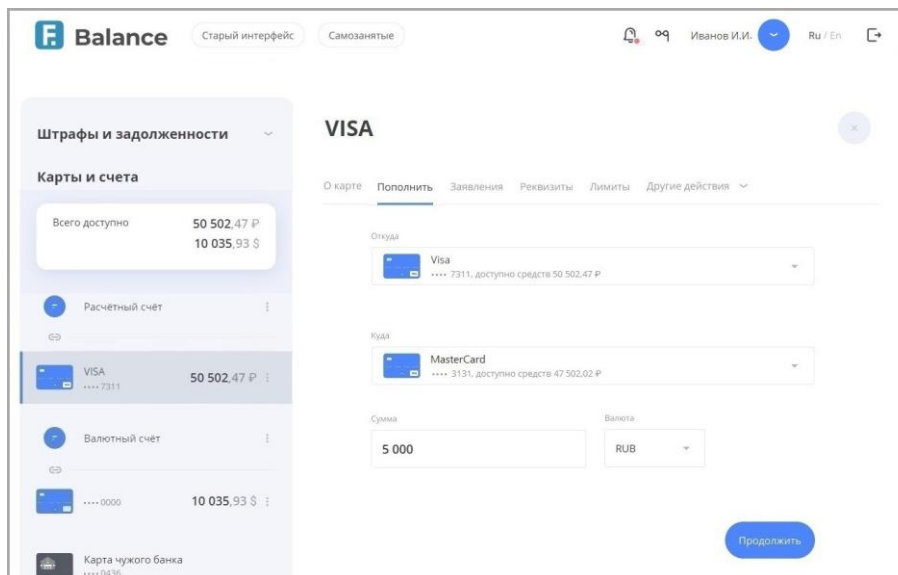 F. Balance Старый интерфейс Самозанятые Иванов И.И. Ru / En
Штрафы и задолженности
Карты и счета
Всего доступно 50 502,47 ₽
10 035,93 $
Расчётный счёт
VISA 50 502,47 ₽
•••• 7311
Валютный счёт
•••• 0000 10 035,93 $
Карта чужого банка
•••• 0436
VISA
О карте Пополнить Заявления Реквизиты Лимиты Другие действия
Откуда
Visa
•••• 7311, доступно средств 50 502,47 ₽
Куда
MasterCard
•••• 3131, доступно средств 47 502,02 ₽
Сумма Валюта
5 000 RUB
Продолжить